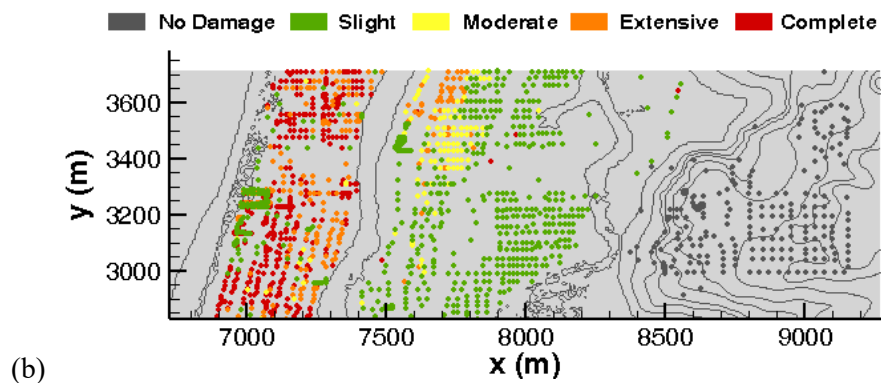 No Damage Slight Moderate Extensive Complete
3600
3400
3200
3000
y (m)
7000 7500 8000 8500 9000
x (m)
(b)